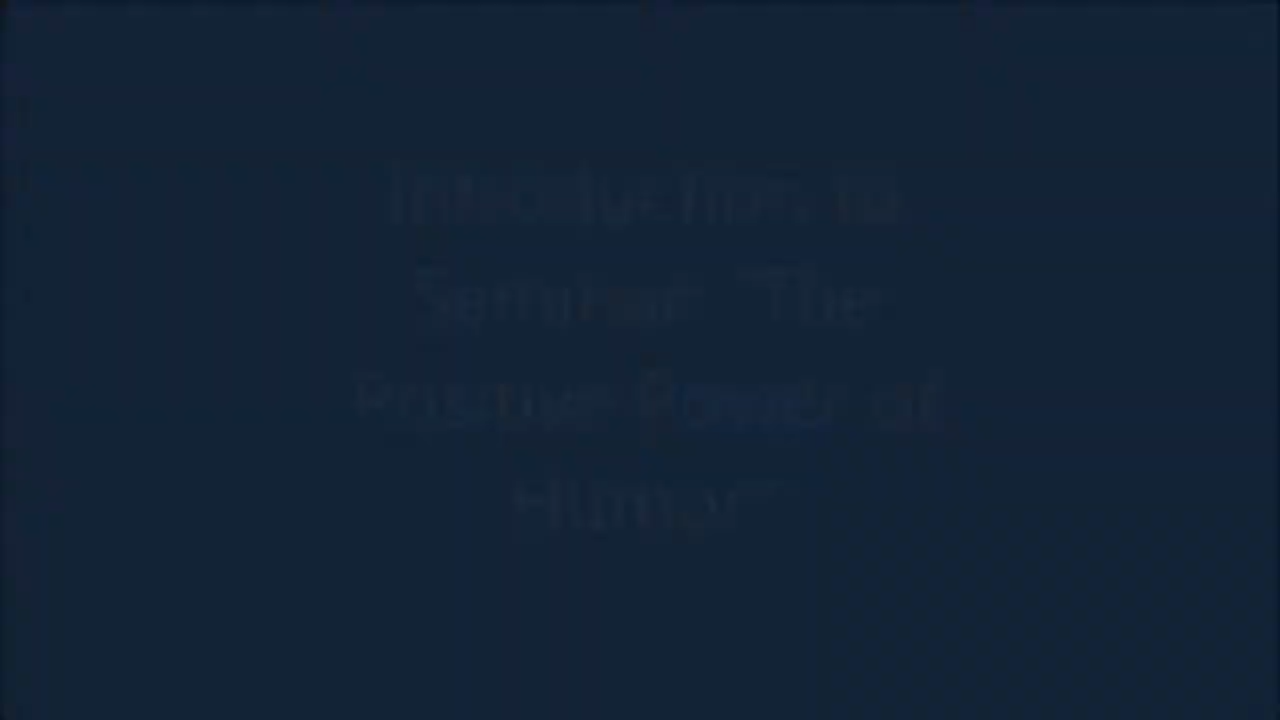 Introduction to
Seminar "The
Positive Power of
Humor"